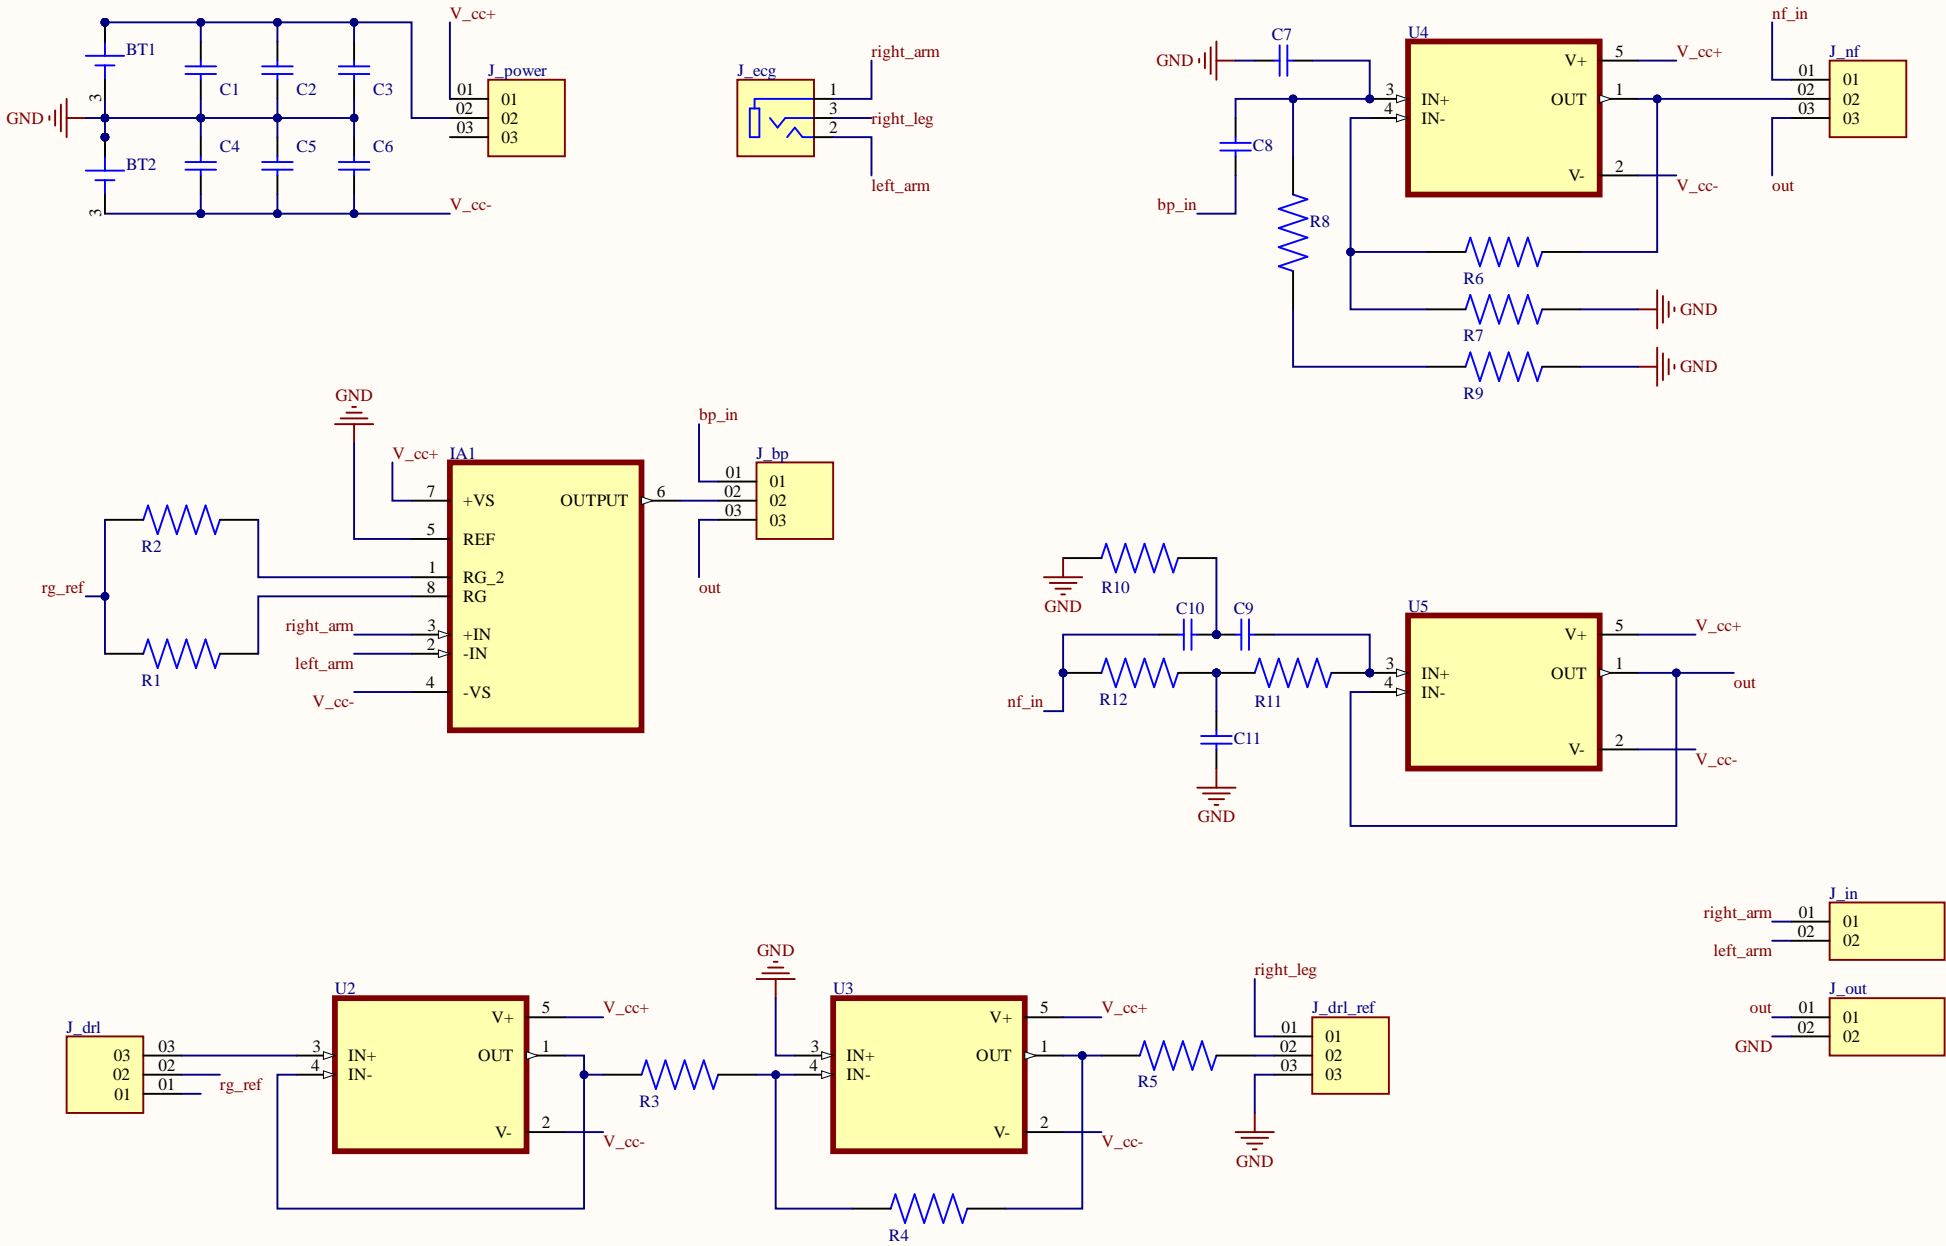 V_cc+
BT1
C1
C2
C3
3
GND
BT2
C4
C5
C6
3
V_cc-
J_power
01 01
02 02
03 03
J_ecg
right_arm
1
3
right_leg
2
left_arm
GND
C7
C8
bp_in
R8
U4
V+ 5 V_cc+
3 IN+ OUT 1
4 IN-
V- 2 V_cc-
nf_in
J_nf
01 01
02 02
03 03
out
R6
R7 GND
R9 GND
GND
V_cc+
IA1
7 +VS OUTPUT 6
5 REF
1 RG_2
8 RG
right_arm 3 +IN
left_arm 2 -IN
V_cc- 4 -VS
R2
rg_ref
R1
bp_in
J_bp
01 01
02 02
03 03
out
R10
GND
C10 C9
R12 R11
nf_in
C11
GND
U5
V+ 5 V_cc+
3 IN+ OUT 1 out
4 IN-
V- 2 V_cc-
J_in
right_arm 01 01
left_arm 02 02
J_out
out 01 01
GND 02 02
J_drl
03 03
02 02
01 01
rg_ref
U2
V+ 5 V_cc+
3 IN+ OUT 1
4 IN-
V- 2 V_cc-
R3
GND
U3
V+ 5 V_cc+
3 IN+ OUT 1
4 IN-
V- 2 V_cc-
R4
R5
right_leg
J_drl_ref
01 01
02 02
03 03
GND